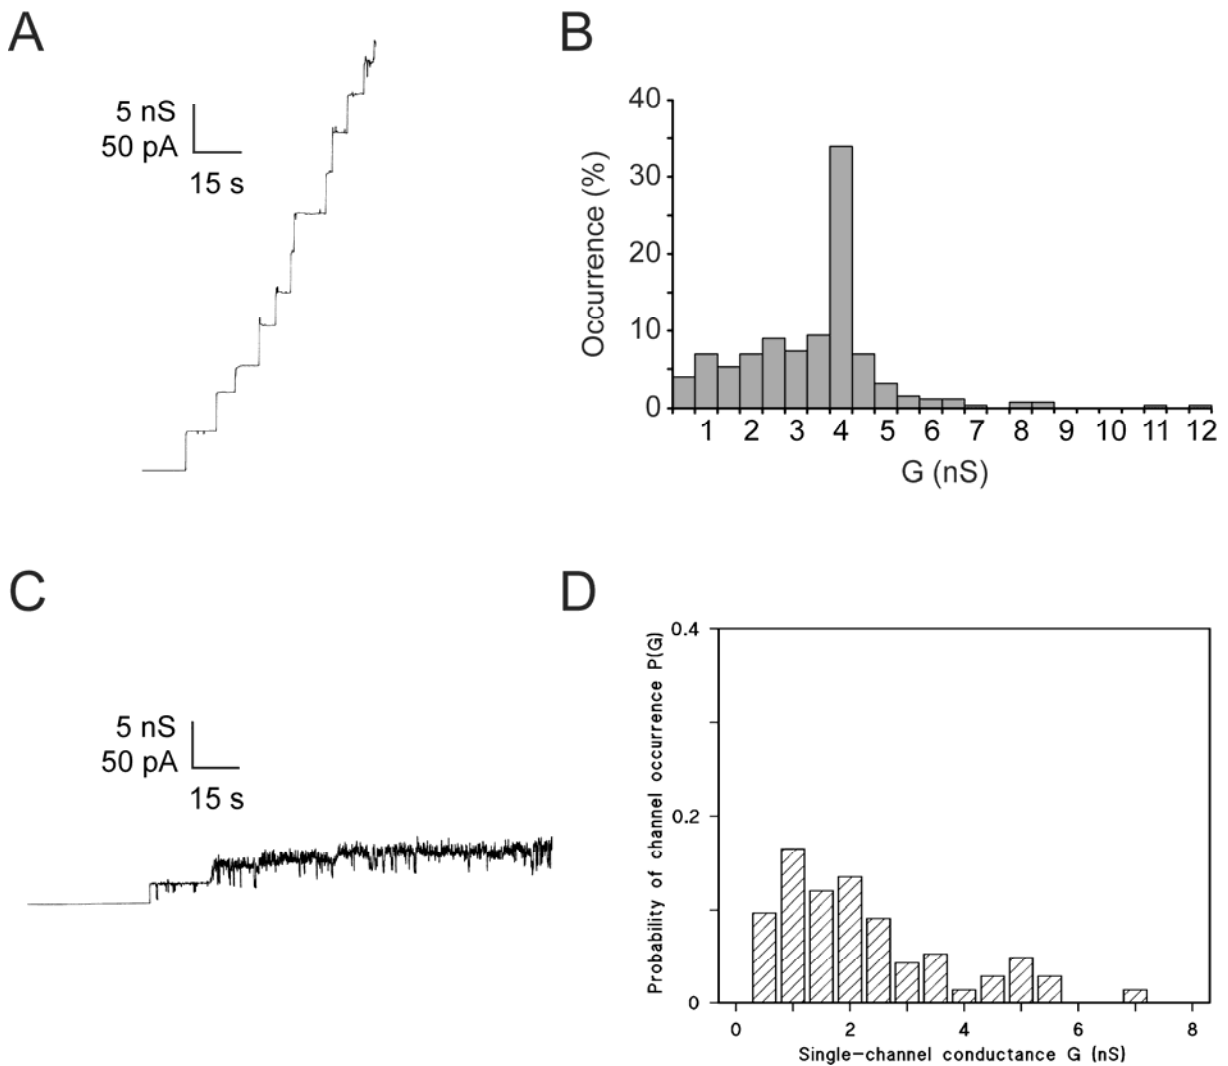 A
5 nS
50 pA
15 s
B
40
30
20
10
0
Occurrence (%)
1 2 3 4 5 6 7 8 9 10 11 12
G (nS)
C
5 nS
50 pA
15 s
D
0.4
0.2
0
Probability of channel occurrence P(G)
0 2 4 6 8
Single-channel conductance G (nS)